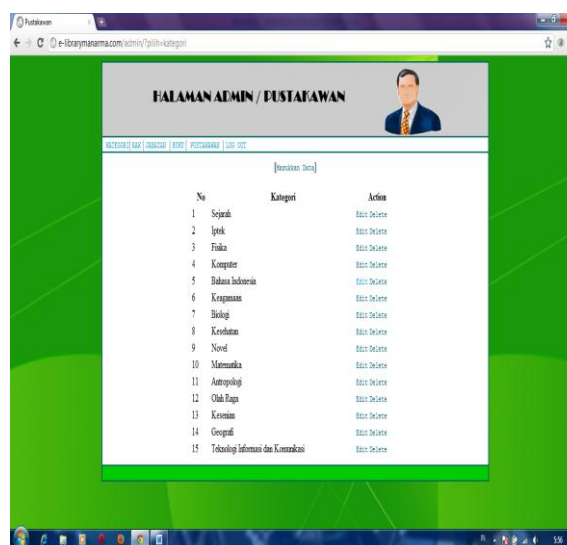 Pustakawan
e-librarymanarma.com/admin/?pilih=kategori
HALAMAN ADMIN / PUSTAKAWAN
KATEGORI| RAK | JABATAN | BUKU | PUSTAKAWAN | LOG OUT
[Masukkan Data]
No Kategori Action
1 Sejarah Edit Delete
2 Iptek Edit Delete
3 Fisika Edit Delete
4 Komputer Edit Delete
5 Bahasa Indonesia Edit Delete
6 Keagamaan Edit Delete
7 Biologi Edit Delete
8 Kesehatan Edit Delete
9 Novel Edit Delete
10 Matematika Edit Delete
11 Antropologi Edit Delete
12 Olah Raga Edit Delete
13 Kesenian Edit Delete
14 Geografi Edit Delete
15 Teknologi Informasi dan Komunikasi Edit Delete
5:56